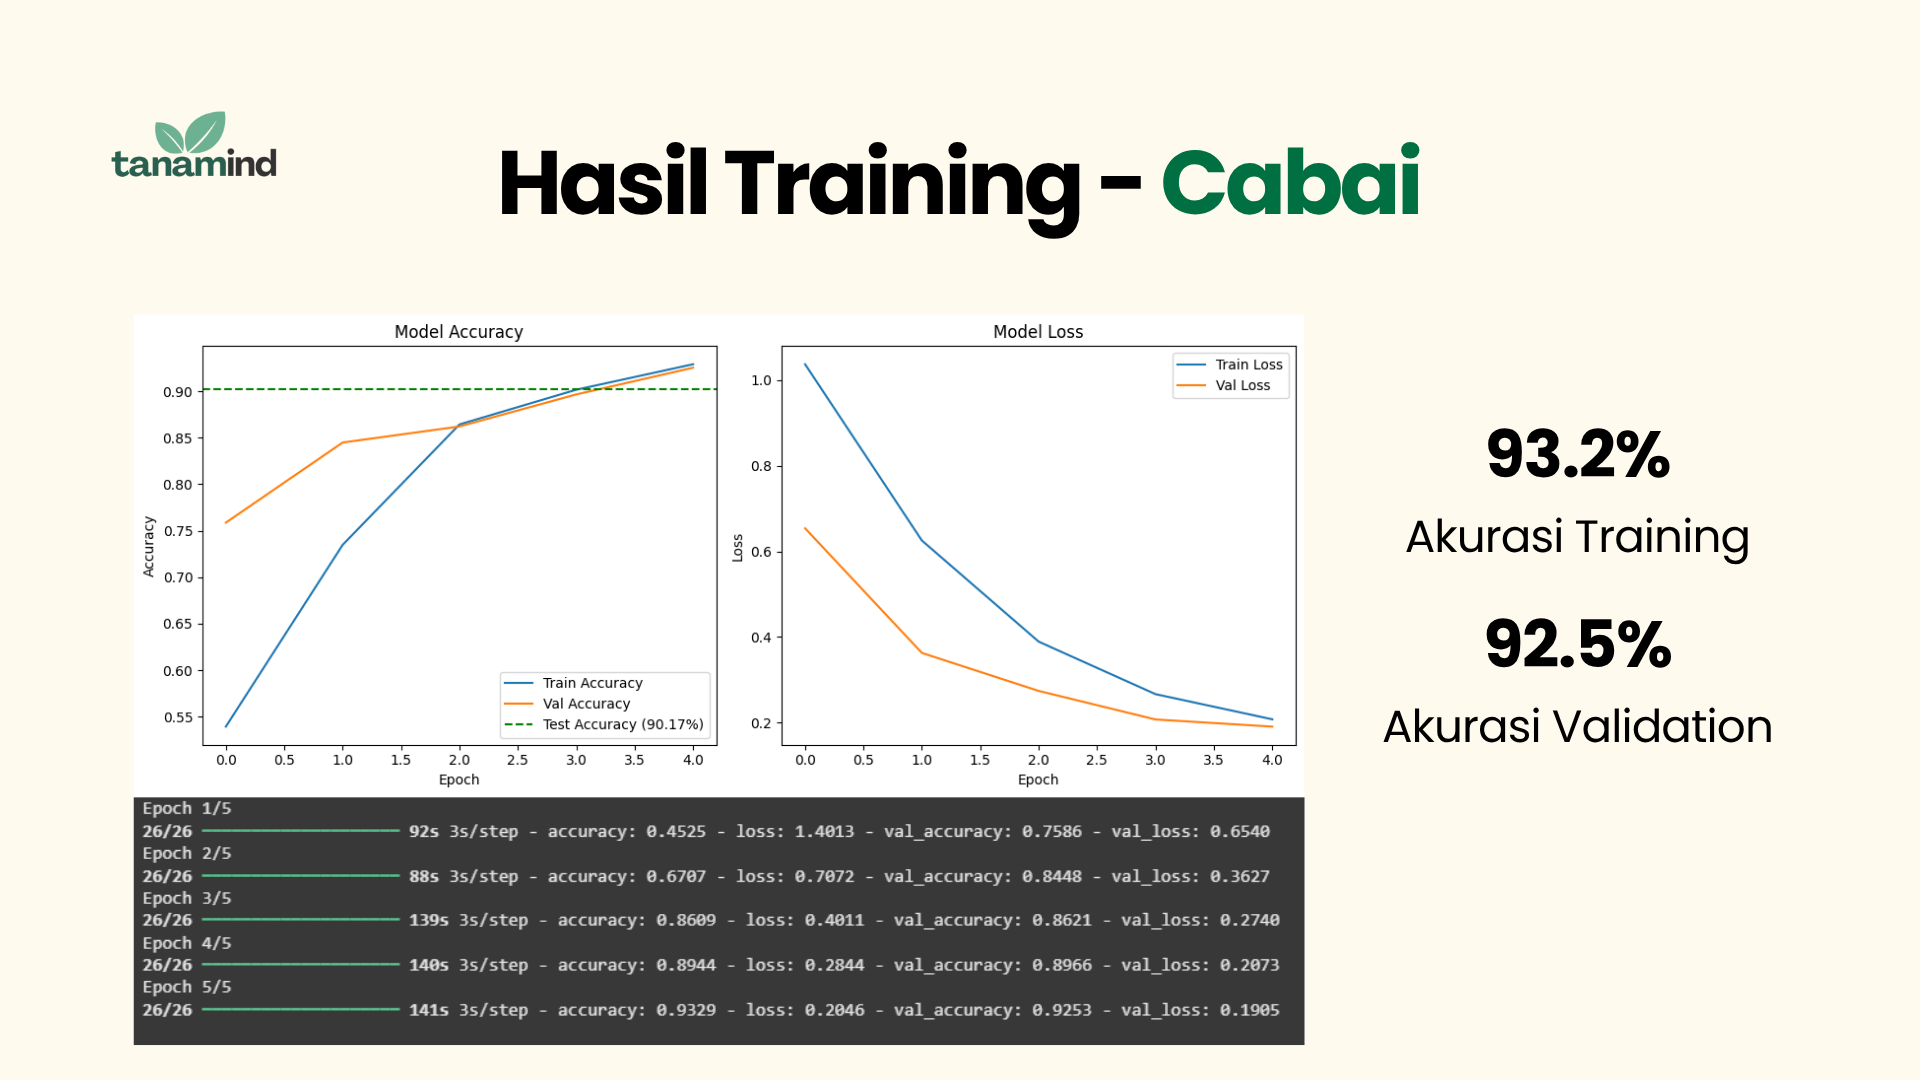 tanamind
Hasil Training - Cabai
Model Accuracy
Accuracy
0.90
0.85
0.80
0.75
0.70
0.65
0.60
0.55
Train Accuracy
Val Accuracy
Test Accuracy (90.17%)
0.0 0.5 1.0 1.5 2.0 2.5 3.0 3.5 4.0
Epoch
Model Loss
Loss
1.0
0.8
0.6
0.4
0.2
Train Loss
Val Loss
0.0 0.5 1.0 1.5 2.0 2.5 3.0 3.5 4.0
Epoch
Epoch 1/5
26/26 92s 3s/step - accuracy: 0.4525 - loss: 1.4013 - val_accuracy: 0.7586 - val_loss: 0.6540
Epoch 2/5
26/26 88s 3s/step - accuracy: 0.6707 - loss: 0.7072 - val_accuracy: 0.8448 - val_loss: 0.3627
Epoch 3/5
26/26 139s 3s/step - accuracy: 0.8609 - loss: 0.4011 - val_accuracy: 0.8621 - val_loss: 0.2740
Epoch 4/5
26/26 140s 3s/step - accuracy: 0.8944 - loss: 0.2844 - val_accuracy: 0.8966 - val_loss: 0.2073
Epoch 5/5
26/26 141s 3s/step - accuracy: 0.9329 - loss: 0.2046 - val_accuracy: 0.9253 - val_loss: 0.1905
93.2%
Akurasi Training
92.5%
Akurasi Validation